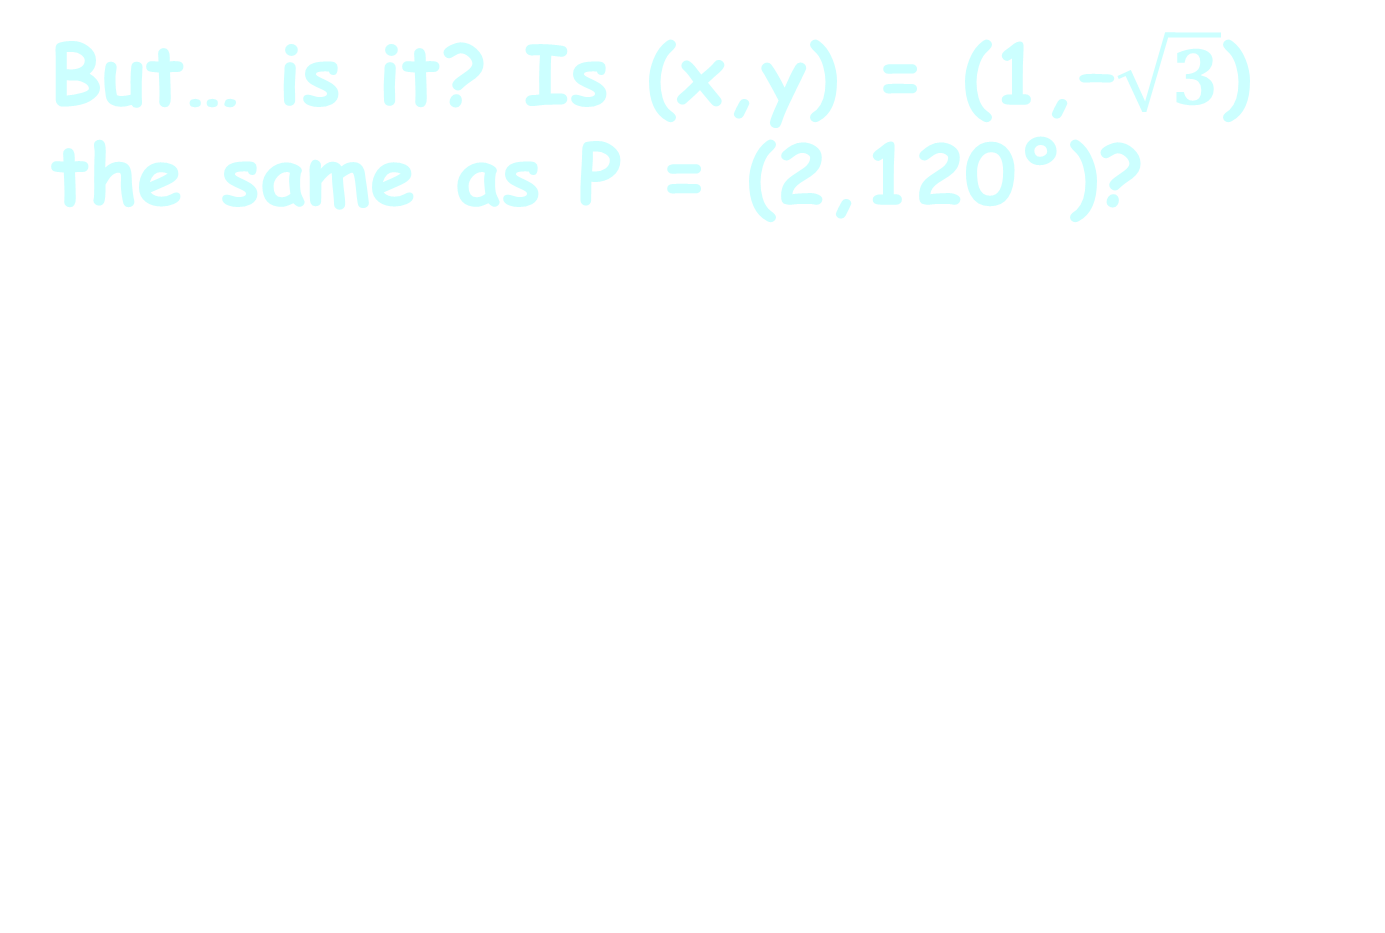 But… is it? Is (x,y) = (1,-√3)
the same as P = (2,120°)?